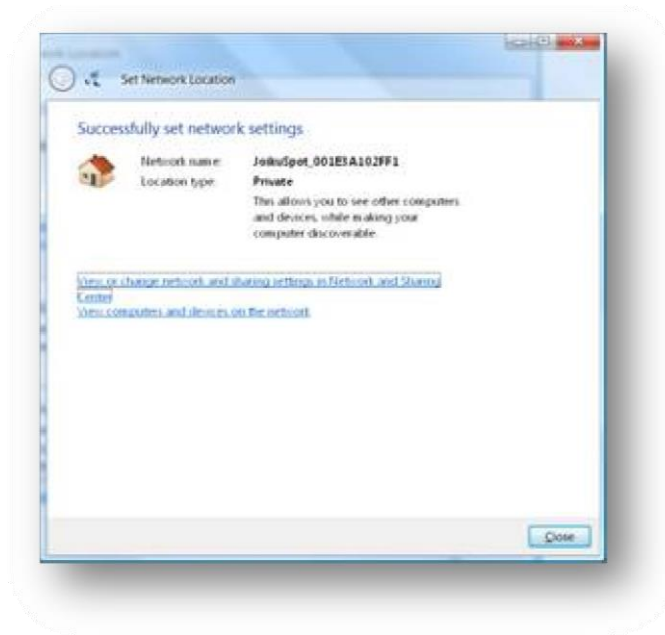 Set Network Location
Successfully set network settings
Network name: JoikuSpot_001E3A102FF1
Location type: Private
This allows you to see other computers
and devices, while making your
computer discoverable
View or change network and sharing settings in Network and Sharing
Center
View computers and devices on the network
Close